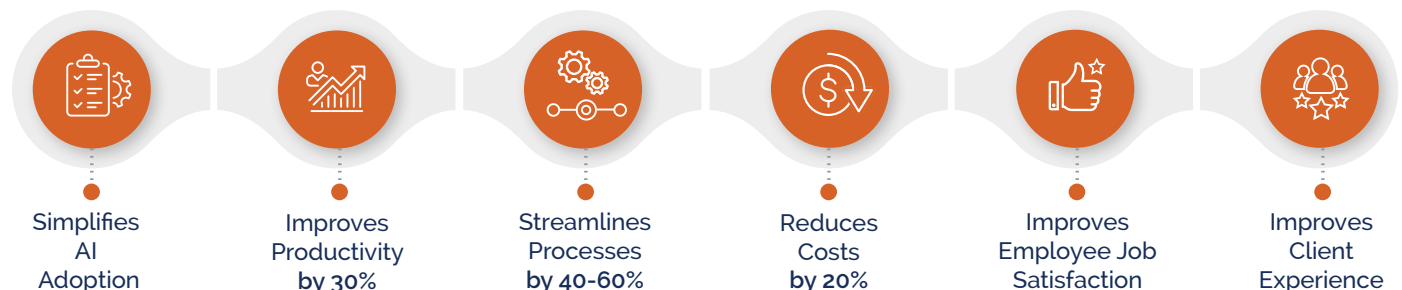 Simplifies
AI
Adoption
Improves
Productivity
by 30%
Streamlines
Processes
by 40-60%
Reduces
Costs
by 20%
Improves
Employee Job
Satisfaction
Improves
Client
Experience